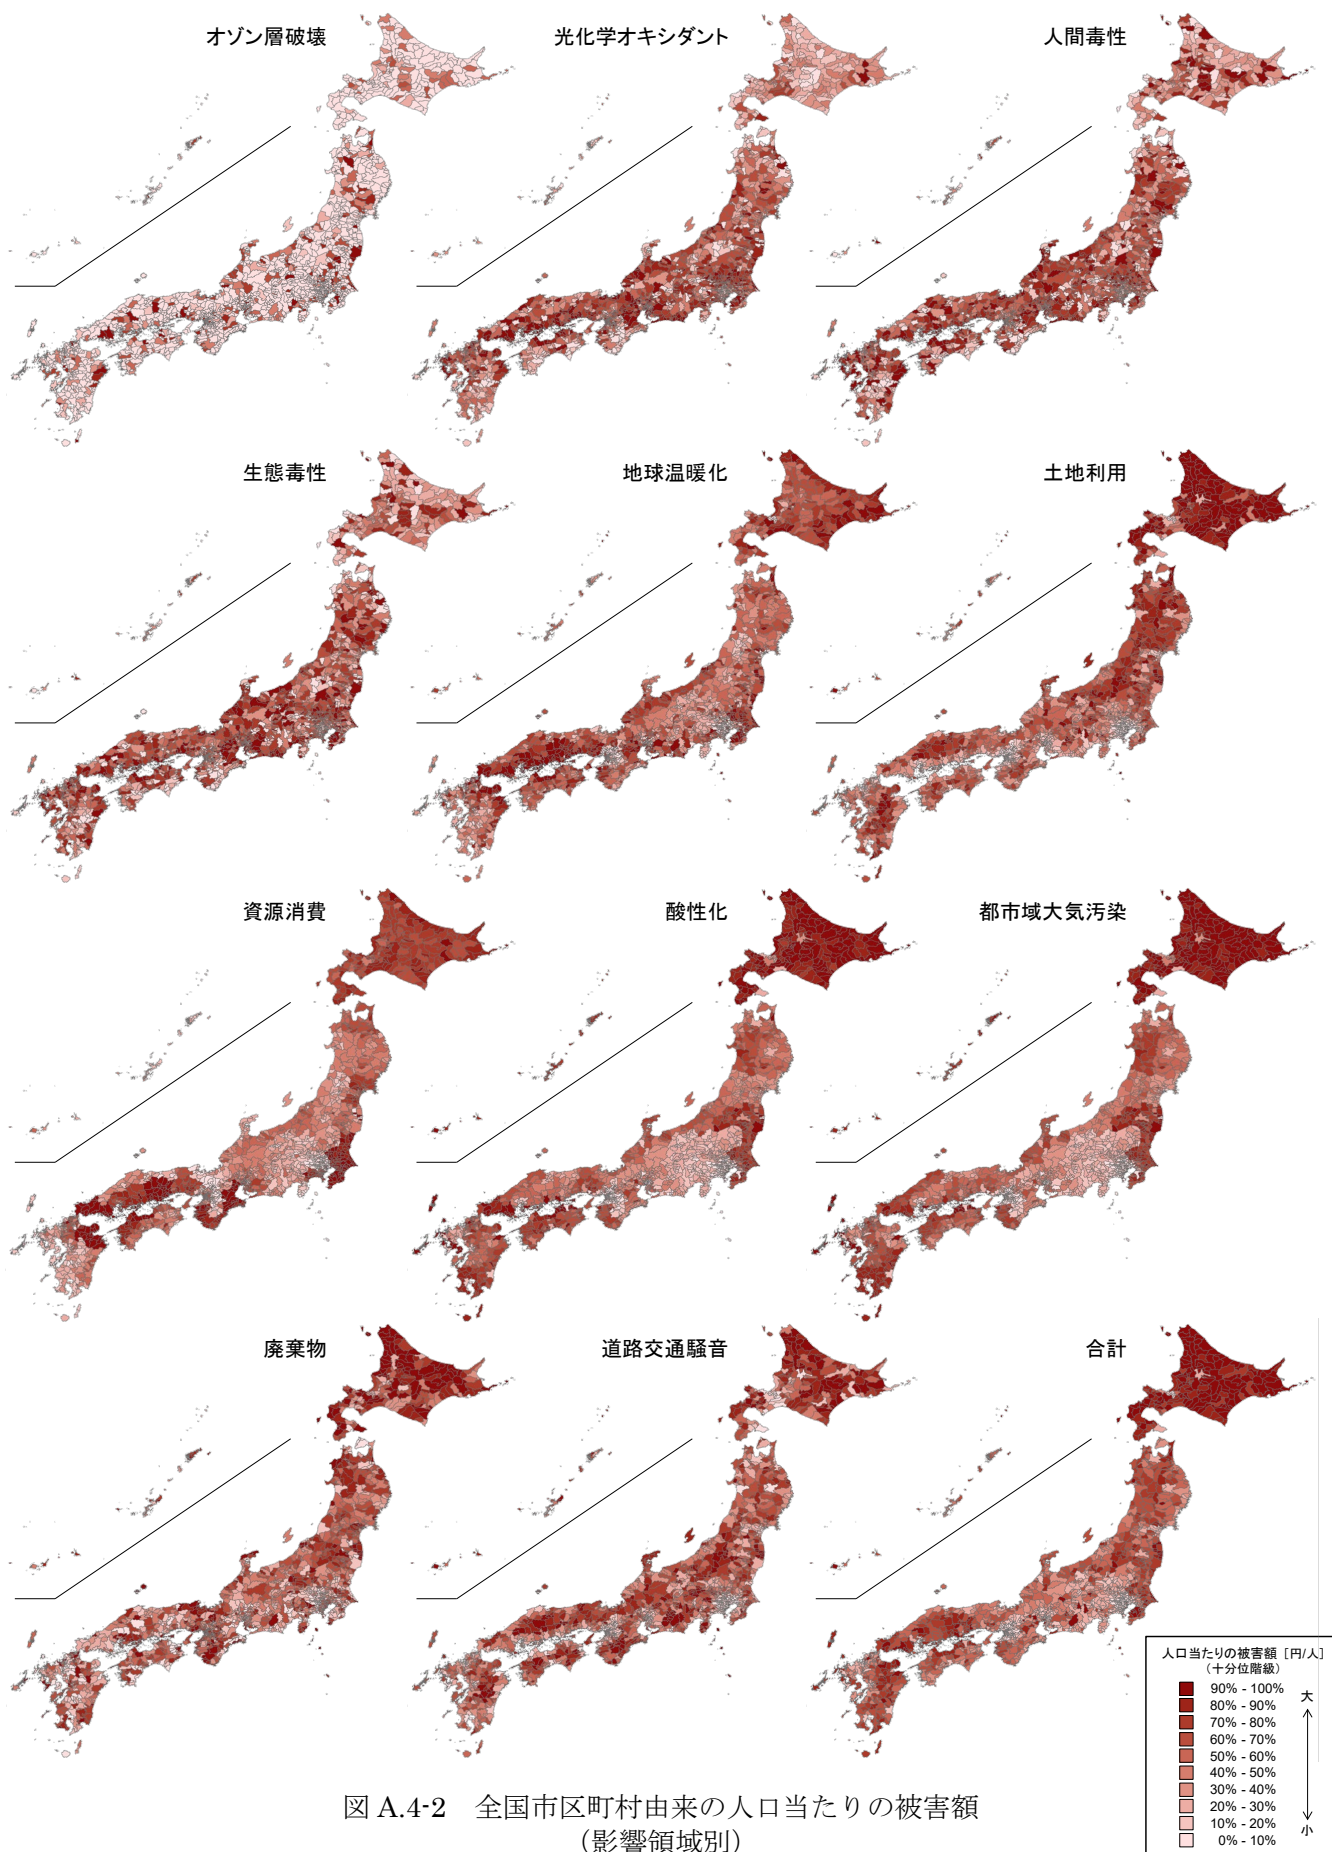 オゾン層破壊
光化学オキシダント
人間毒性
生態毒性
地球温暖化
土地利用
資源消費
酸性化
都市域大気汚染
廃棄物
道路交通騒音
合計
人口当たりの被害額 [円/人]
(十分位階級)
90% - 100%
大
80% - 90%
70% - 80%
60% - 70%
50% - 60%
40% - 50%
30% - 40%
20% - 30%
10% - 20%
小
0% - 10%
図 A.4-2 全国市区町村由来の人口当たりの被害額
(影響領域別)